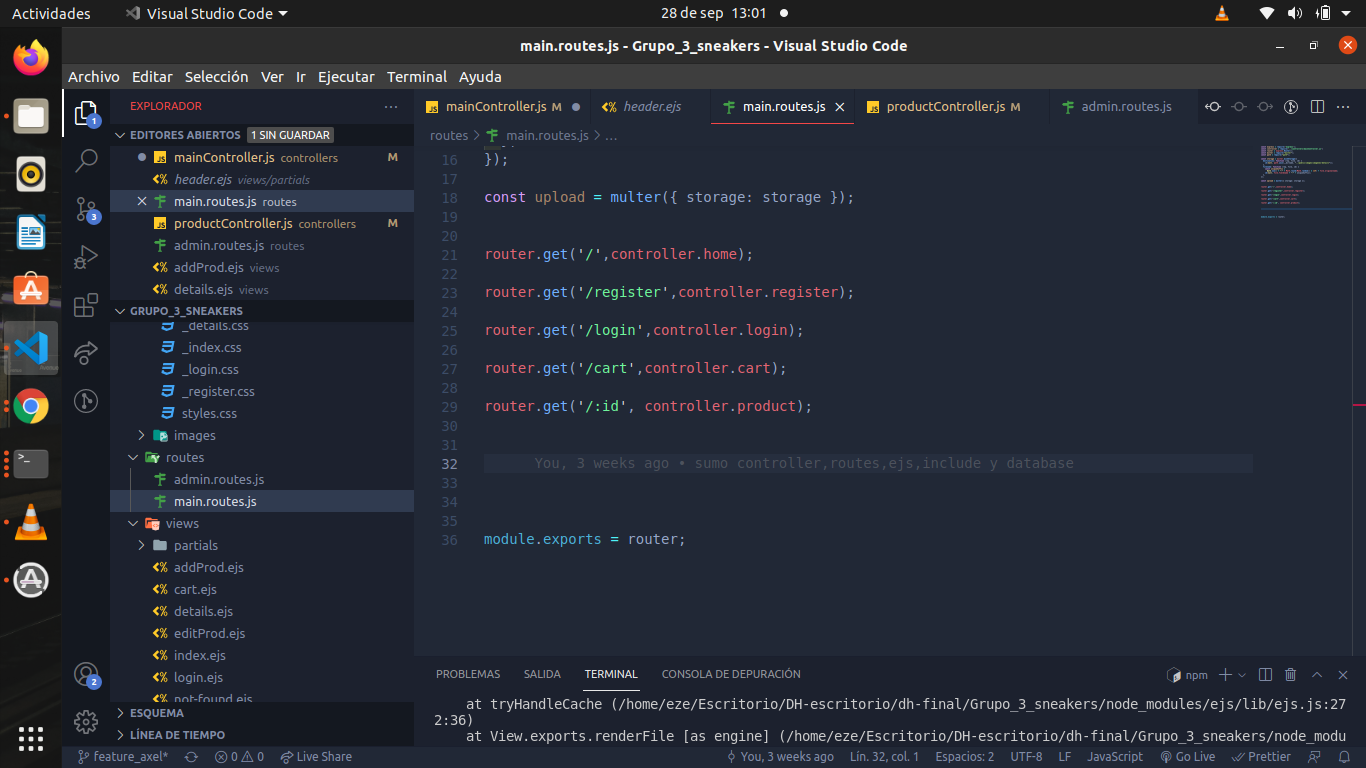 Actividades Visual Studio Code 28 de sep 13:01
main.routes.js - Grupo_3_sneakers - Visual Studio Code
Archivo Editar Selección Ver Ir Ejecutar Terminal Ayuda
EXPLORADOR
EDITORES ABIERTOS 1 SIN GUARDAR
mainController.js controllers M
header.ejs views/partials
main.routes.js routes
productController.js controllers M
admin.routes.js routes
addProd.ejs views
details.ejs views
GRUPO_3_SNEAKERS
_details.css
_index.css
_login.css
_register.css
styles.css
images
routes
admin.routes.js
main.routes.js
views
partials
addProd.ejs
cart.ejs
details.ejs
editProd.ejs
index.ejs
login.ejs
not-found.ejs
ESQUEMA
LÍNEA DE TIEMPO
1
3
2
mainController.js M header.ejs main.routes.js productController.js M admin.routes.js
routes > main.routes.js > ...
16 });
17
18 const upload = multer({ storage: storage });
19
20
21 router.get('/',controller.home);
22
23 router.get('/register',controller.register);
24
25 router.get('/login',controller.login);
26
27 router.get('/cart',controller.cart);
28
29 router.get('/:id', controller.product);
30
31
32 You, 3 weeks ago • sumo controller,routes,ejs,include y database
33
34
35
36 module.exports = router;
PROBLEMAS SALIDA TERMINAL CONSOLA DE DEPURACIÓN npm
at tryHandleCache (/home/eze/Escritorio/DH-escritorio/dh-final/Grupo_3_sneakers/node_modules/ejs/lib/ejs.js:27
2:36)
at View.exports.renderFile [as engine] (/home/eze/Escritorio/DH-escritorio/dh-final/Grupo_3_sneakers/node_modu
feature_axel* 0 0 Live Share You, 3 weeks ago Lín. 32, col. 1 Espacios: 2 UTF-8 LF JavaScript Go Live Prettier